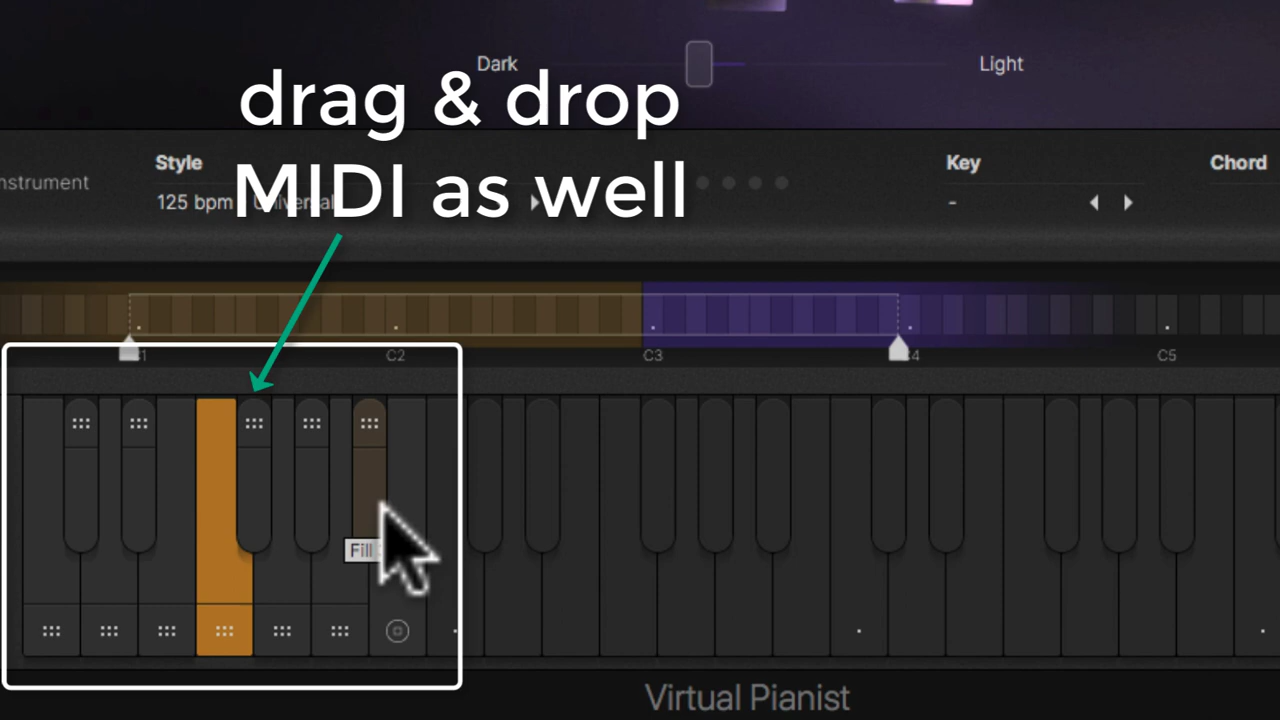 Dark
Light
drag & drop
MIDI as well
nstrument
Style
125 bpm
Key
-
Chord
C2
C3
C5
Fill
Virtual Pianist